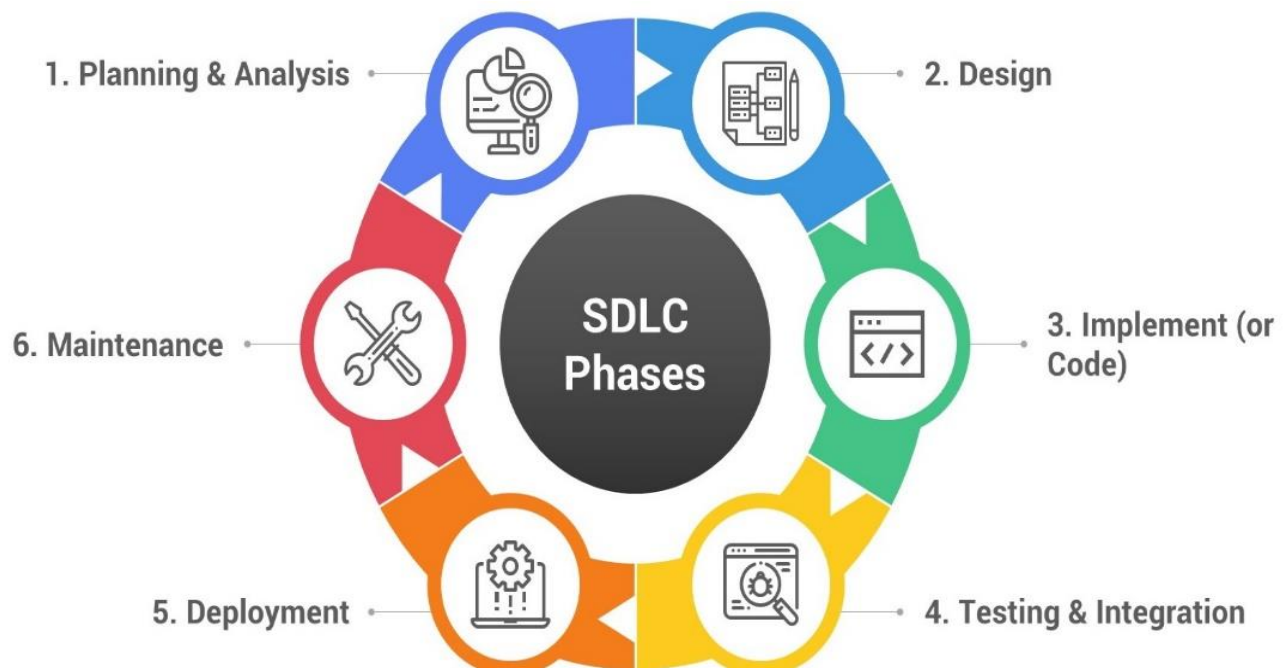 1. Planning & Analysis
2. Design
SDLC
Phases
3. Implement (or
Code)
6. Maintenance
5. Deployment
4. Testing & Integration